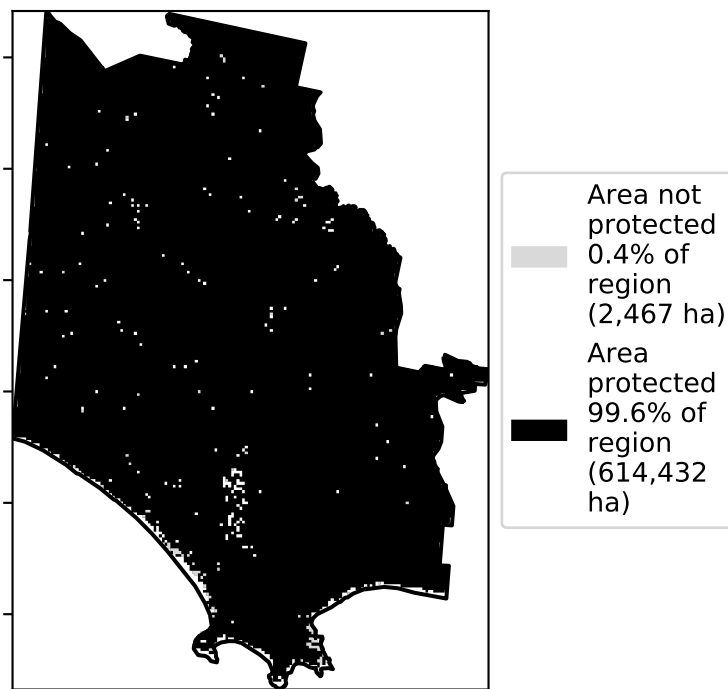 Area not
protected
0.4% of
region
(2,467 ha)
Area
protected
99.6% of
region
(614,432
ha)